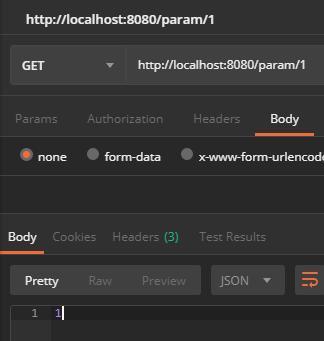 http://localhost:8080/param/1
GET http://localhost:8080/param/1
Params Authorization Headers Body
none form-data x-www-form-urlencode
Body Cookies Headers (3) Test Results
Pretty Raw Preview JSON
1 1